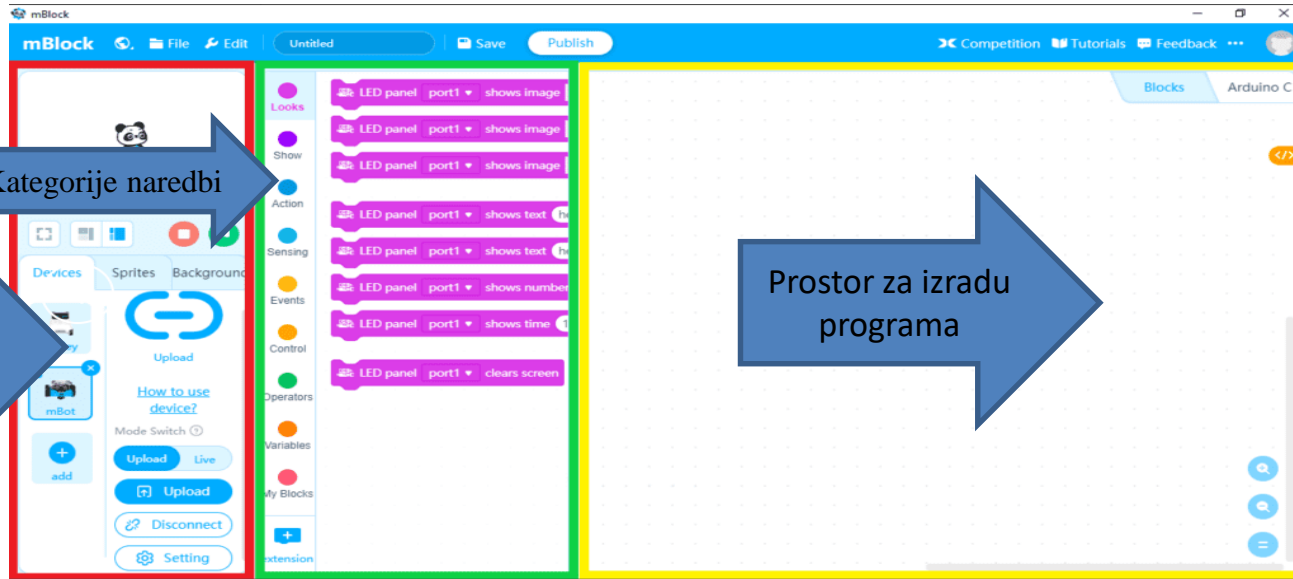 mBlock
mBlock File Edit Untitled Save Publish Competition Tutorials Feedback
Blocks Arduino C
Kategorije naredbi
Devices Sprites Background
Upload
How to use
device?
mBot
Mode Switch
Upload Live
add
Upload
Disconnect
Setting
Looks
Show
Action
Sensing
Events
Control
Operators
Variables
My Blocks
extension
LED panel port1 shows image
LED panel port1 shows image
LED panel port1 shows image
LED panel port1 shows text
LED panel port1 shows text
LED panel port1 shows number
LED panel port1 shows time
LED panel port1 clears screen
Prostor za izradu
programa